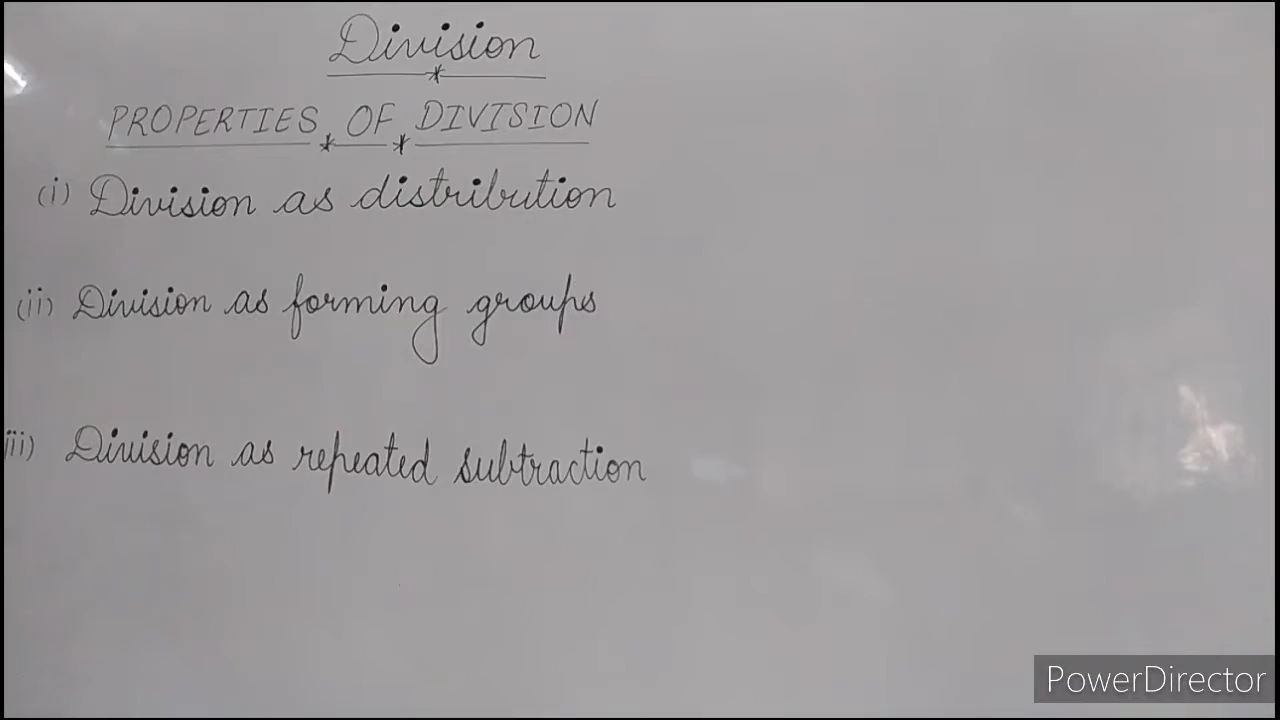 Division
PROPERTIES OF DIVISION
(i) Division as distribution
(ii) Division as forming groups
iii) Division as repeated subtraction
PowerDirector